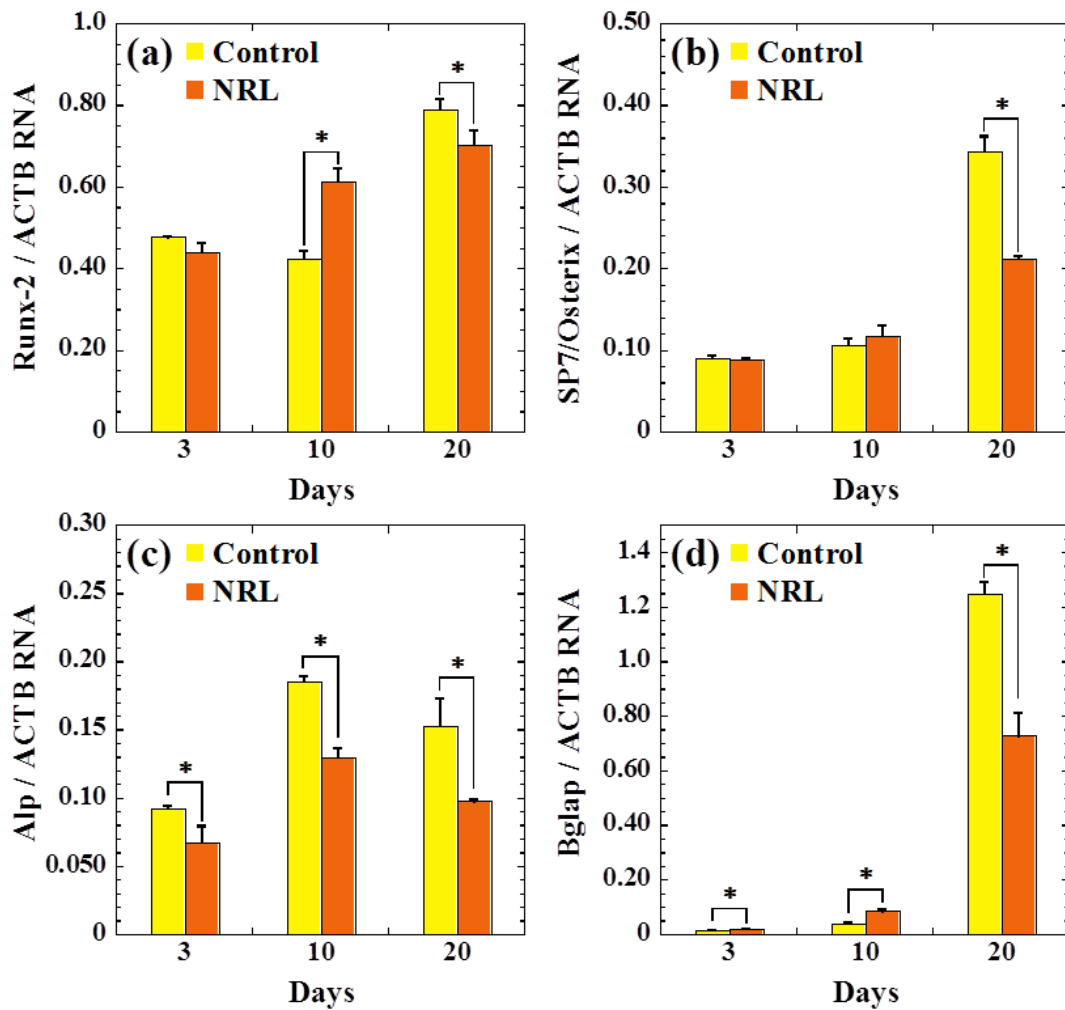 (a)
Control
NRL
Runx-2 / ACTB RNA
1.0
0.80
0.60
0.40
0.20
0
*
*
3 10 20
Days
(b)
Control
NRL
SP7/Osterix / ACTB RNA
0.50
0.40
0.30
0.20
0.10
0
*
3 10 20
Days
(c)
Control
NRL
Alp / ACTB RNA
0.30
0.25
0.20
0.15
0.10
0.050
0
*
*
*
3 10 20
Days
(d)
Control
NRL
Bglap / ACTB RNA
1.4
1.2
1.0
0.80
0.60
0.40
0.20
0
*
*
*
3 10 20
Days